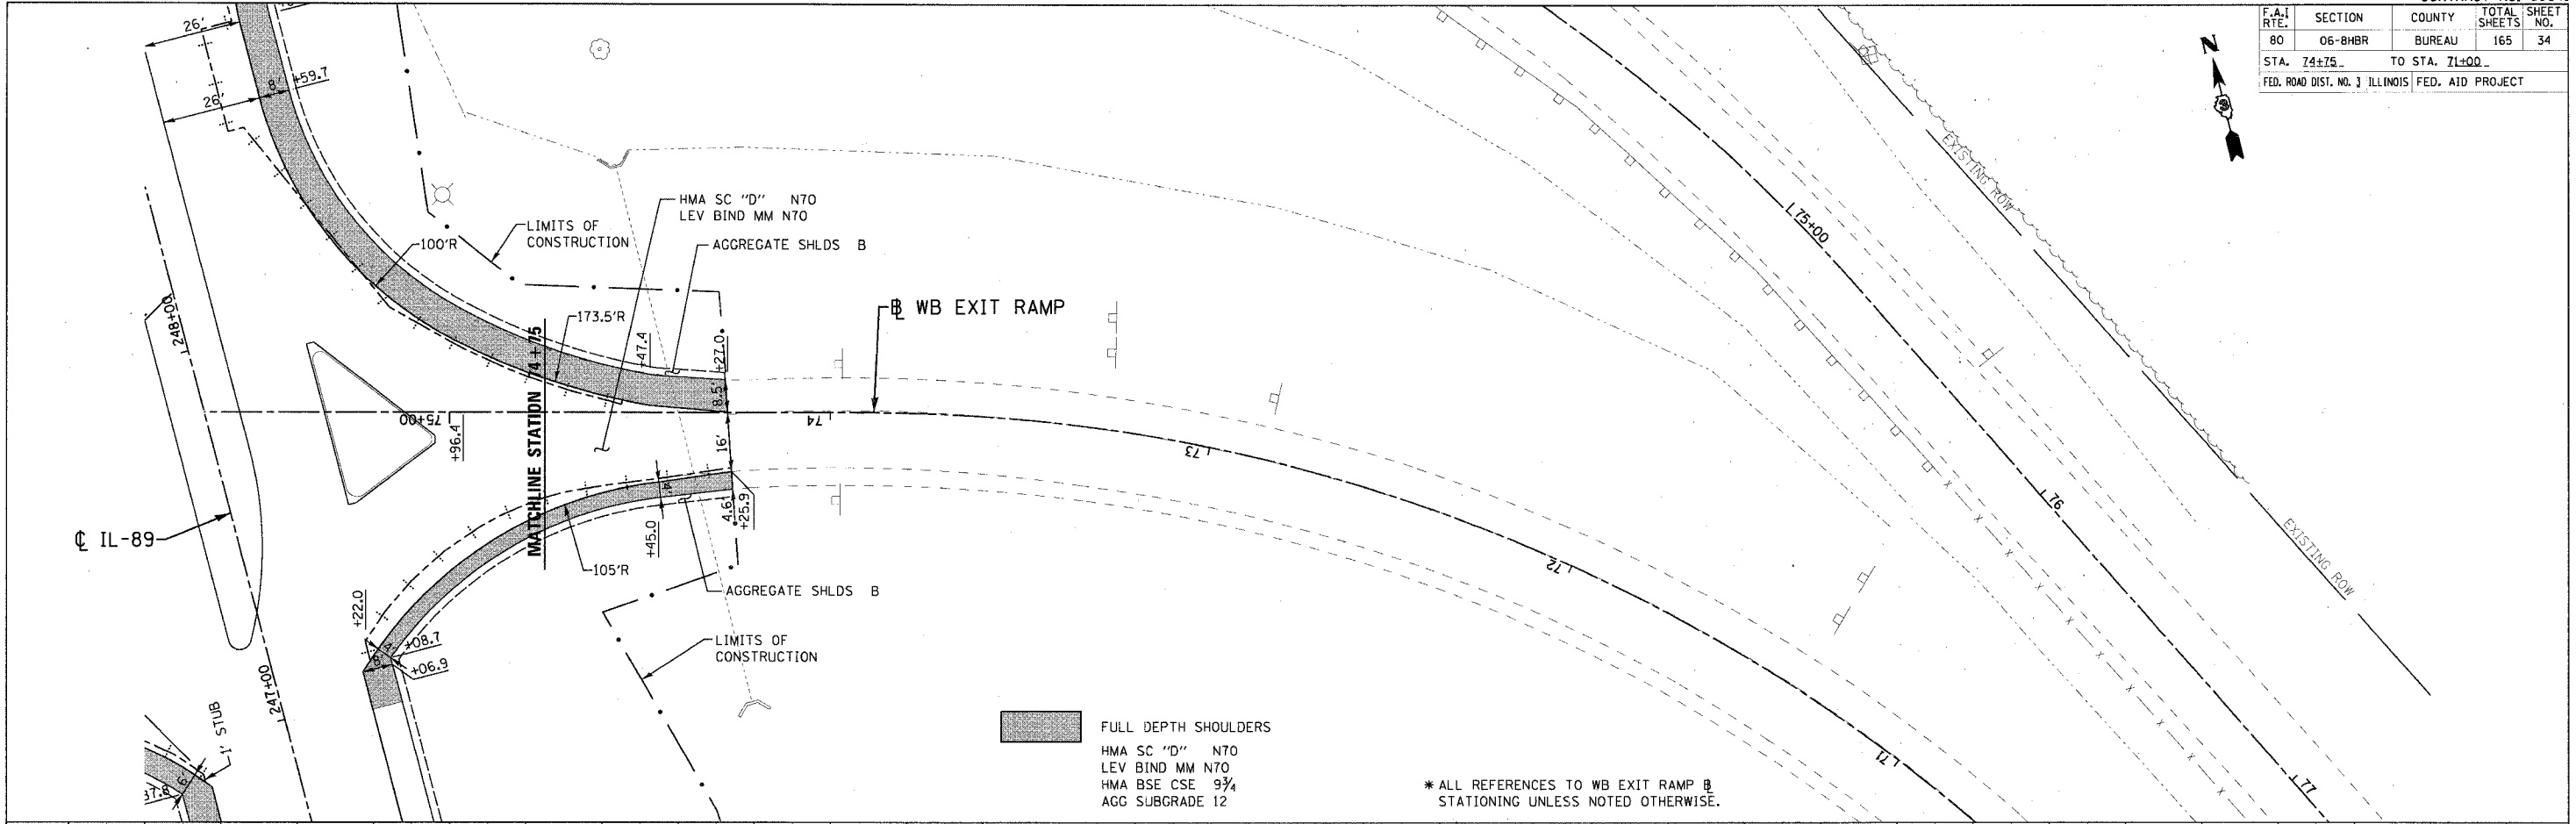 F.A.I RTE.
SECTION
COUNTY
TOTAL SHEETS
SHEET NO.
80
06-8HBR
BUREAU
165
34
STA. 74+75 TO STA. 71+00
FED. ROAD DIST. NO. 3 ILLINOIS FED. AID PROJECT
N
26'
26'
8'
+59.7
100'R
HMA SC "D" N70
LEV BIND MM N70
LIMITS OF
CONSTRUCTION
AGGREGATE SHLDS B
173.5'R
+47.4
+27.0
8.5'
16'
℄ WB EXIT RAMP
MATCHLINE STATION 74+75
248+00
75+00
+96.4
74
73
72
71
L 75+00
76
77
EXISTING ROW
EXISTING ROW
℄ IL-89
4'
4.6'
+25.9
+45.0
105'R
AGGREGATE SHLDS B
LIMITS OF
CONSTRUCTION
+22.0
4'
8'
+08.7
+06.9
247+00
1' STUB
6'
37.8
FULL DEPTH SHOULDERS
HMA SC "D" N70
LEV BIND MM N70
HMA BSE CSE 9¾
AGG SUBGRADE 12
* ALL REFERENCES TO WB EXIT RAMP ℄
STATIONING UNLESS NOTED OTHERWISE.